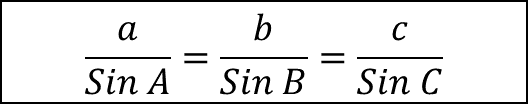 a/Sin A = b/Sin B = c/Sin C